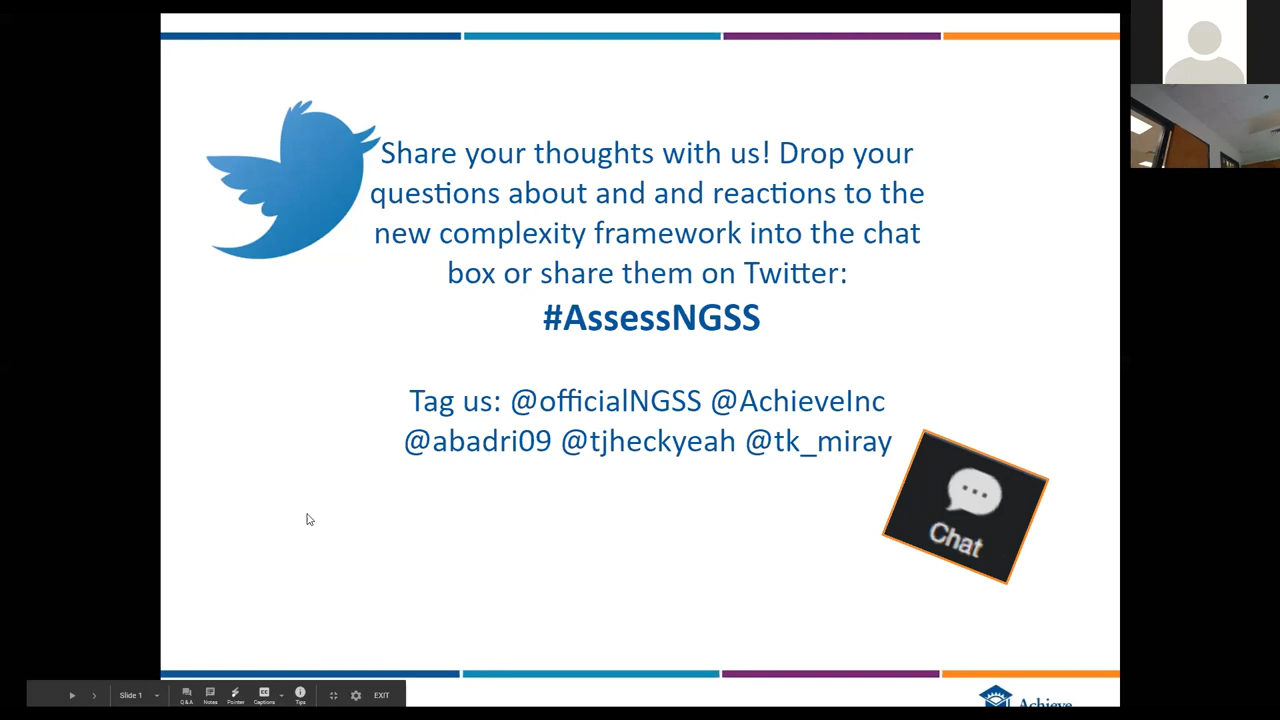 Share your thoughts with us! Drop your
questions about and and reactions to the
new complexity framework into the chat
box or share them on Twitter:
#AssessNGSS
Tag us: @officialNGSS @AchieveInc
@abadri09 @tjheckyeah @tk_miray
Chat
Slide 1
Q&A
Notes
Pointer
Captions
Tips
EXIT
CC
Achieve